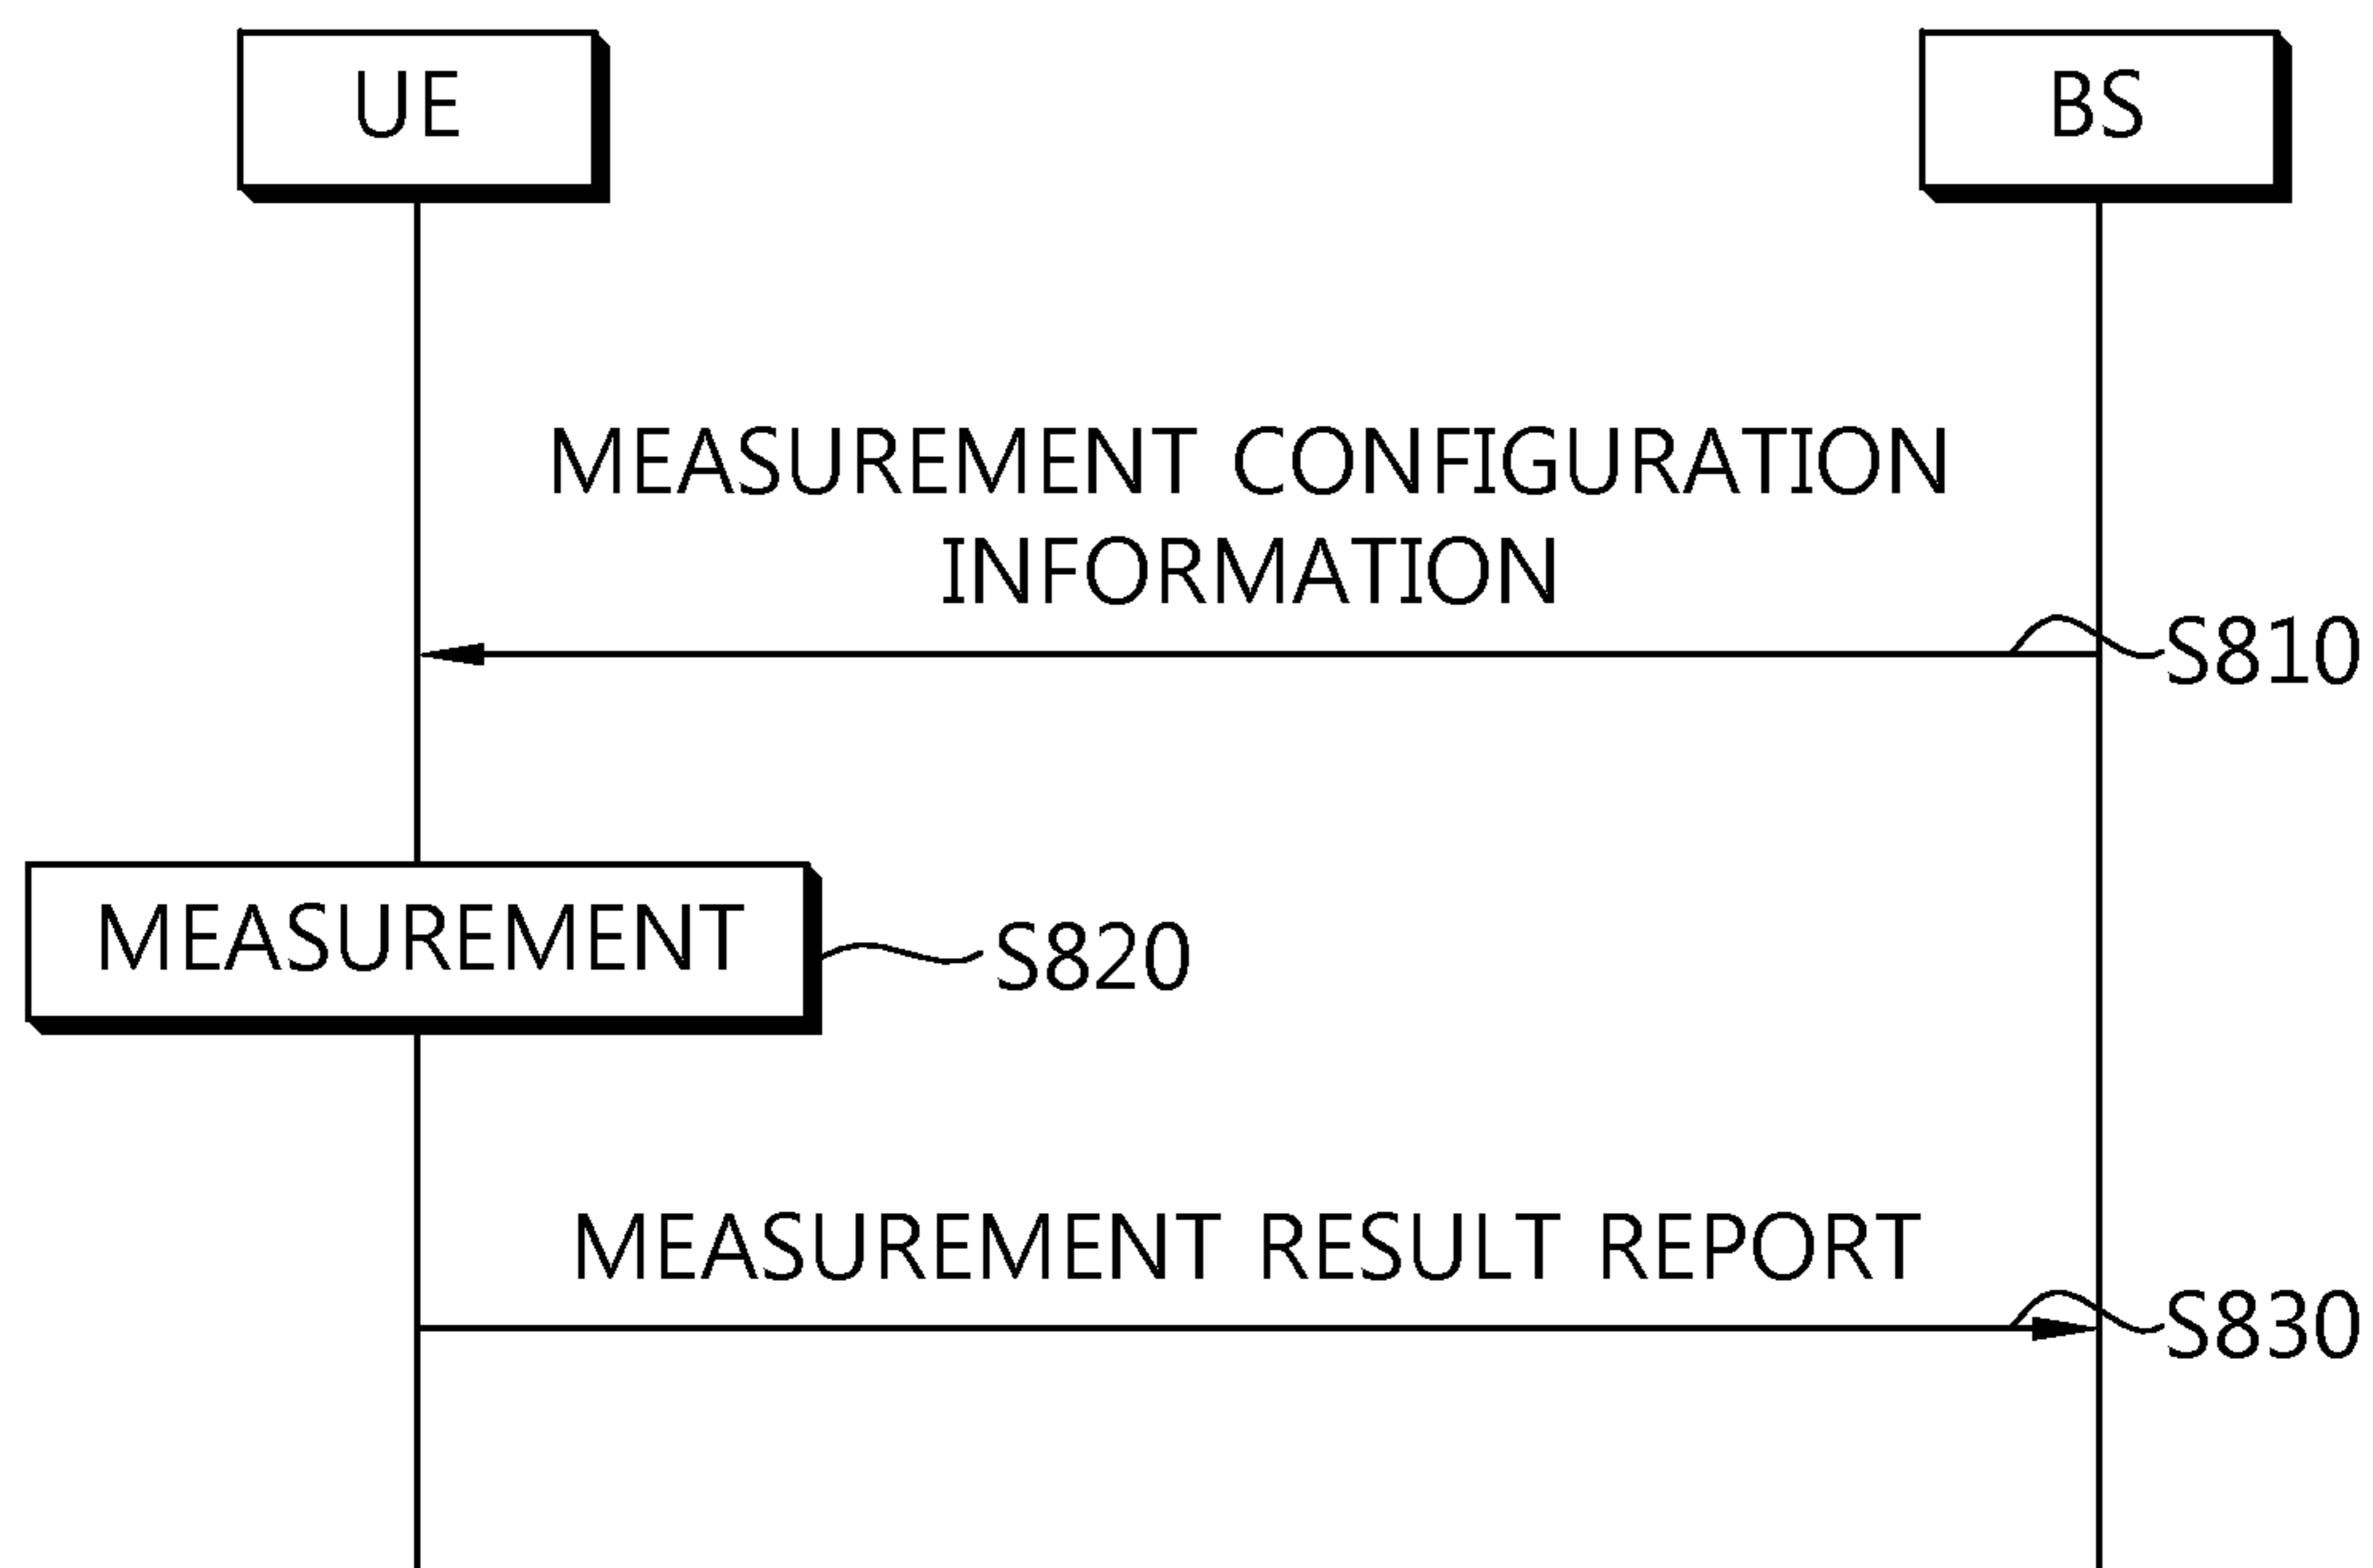 UE
BS
MEASUREMENT CONFIGURATION
INFORMATION
S810
MEASUREMENT
S820
MEASUREMENT RESULT REPORT
S830